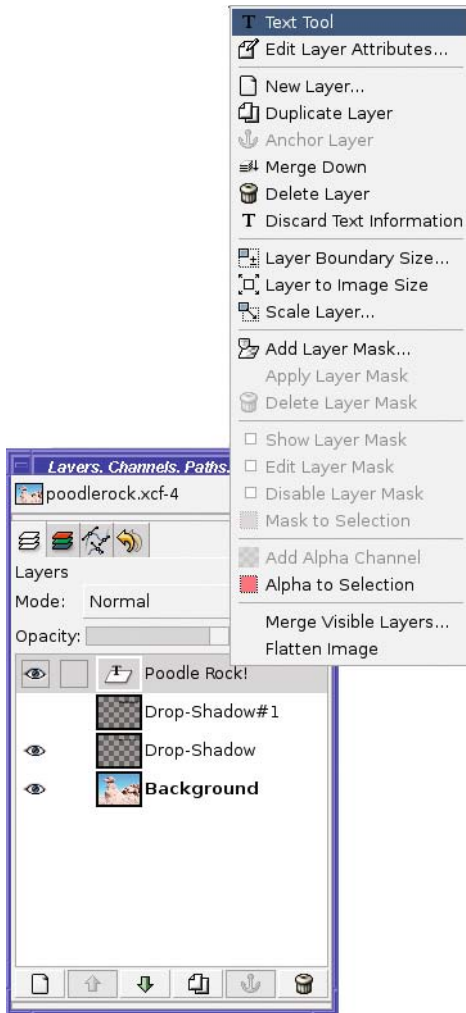 T Text Tool
Edit Layer Attributes...
New Layer...
Duplicate Layer
Anchor Layer
Merge Down
Delete Layer
T Discard Text Information
Layer Boundary Size...
Layer to Image Size
Scale Layer...
Add Layer Mask...
Apply Layer Mask
Delete Layer Mask
Show Layer Mask
Edit Layer Mask
Disable Layer Mask
Mask to Selection
Add Alpha Channel
Alpha to Selection
Merge Visible Layers...
Flatten Image
Layers, Channels, Paths,
poodlerock.xcf-4
Layers
Mode: Normal
Opacity:
T Poodle Rock!
Drop-Shadow#1
Drop-Shadow
Background